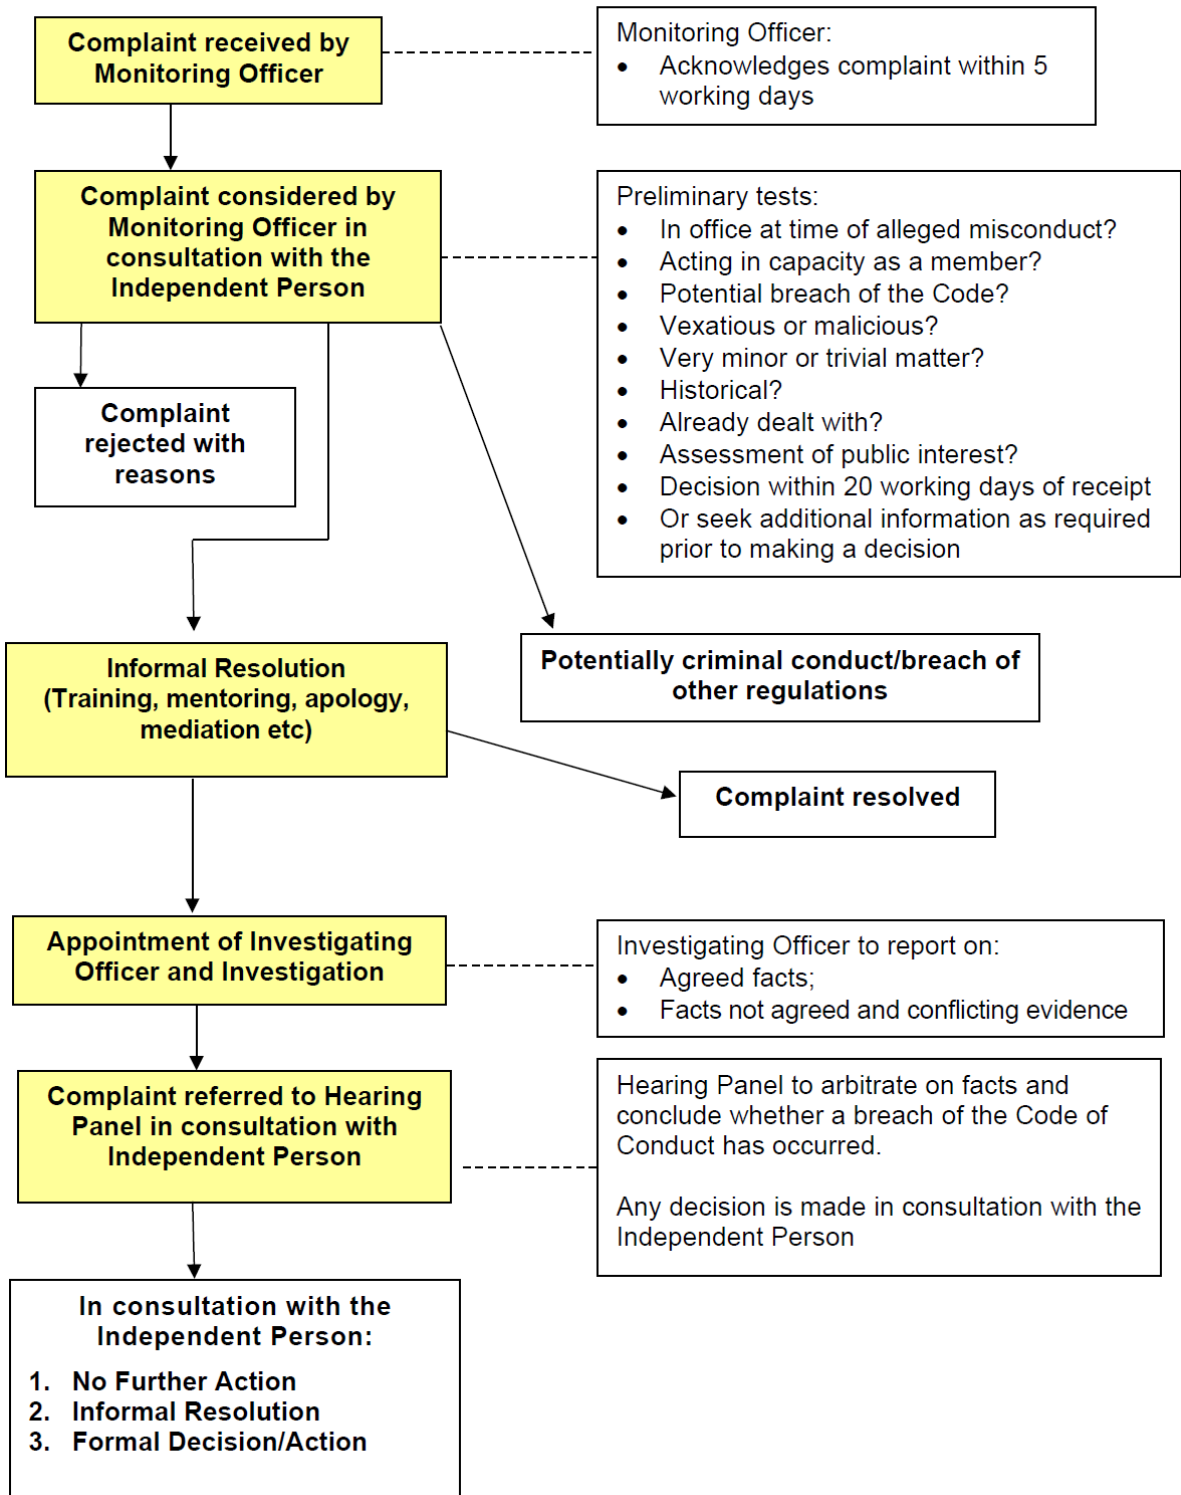 Complaint received by
Monitoring Officer
Monitoring Officer:
• Acknowledges complaint within 5
working days
Complaint considered by
Monitoring Officer in
consultation with the
Independent Person
Preliminary tests:
• In office at time of alleged misconduct?
• Acting in capacity as a member?
• Potential breach of the Code?
• Vexatious or malicious?
• Very minor or trivial matter?
• Historical?
• Already dealt with?
• Assessment of public interest?
• Decision within 20 working days of receipt
• Or seek additional information as required
prior to making a decision
Complaint
rejected with
reasons
Informal Resolution
(Training, mentoring, apology,
mediation etc)
Potentially criminal conduct/breach of
other regulations
Complaint resolved
Appointment of Investigating
Officer and Investigation
Investigating Officer to report on:
• Agreed facts;
• Facts not agreed and conflicting evidence
Complaint referred to Hearing
Panel in consultation with
Independent Person
Hearing Panel to arbitrate on facts and
conclude whether a breach of the Code of
Conduct has occurred.
Any decision is made in consultation with the
Independent Person
In consultation with the
Independent Person:
1. No Further Action
2. Informal Resolution
3. Formal Decision/Action